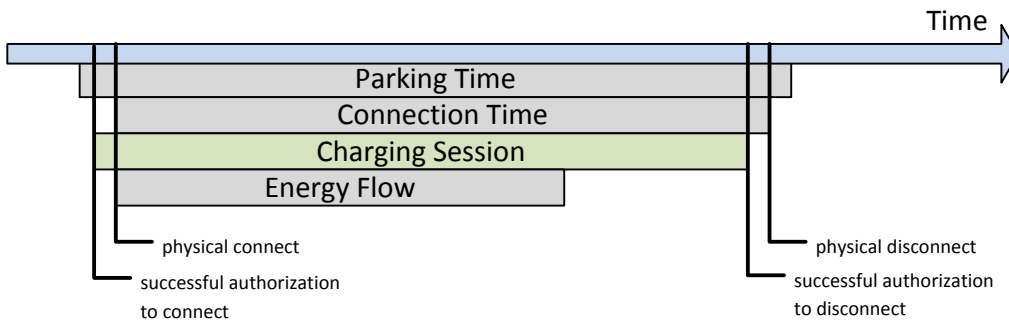 Time
Parking Time
Connection Time
Charging Session
Energy Flow
physical connect
successful authorization
to connect
physical disconnect
successful authorization
to disconnect